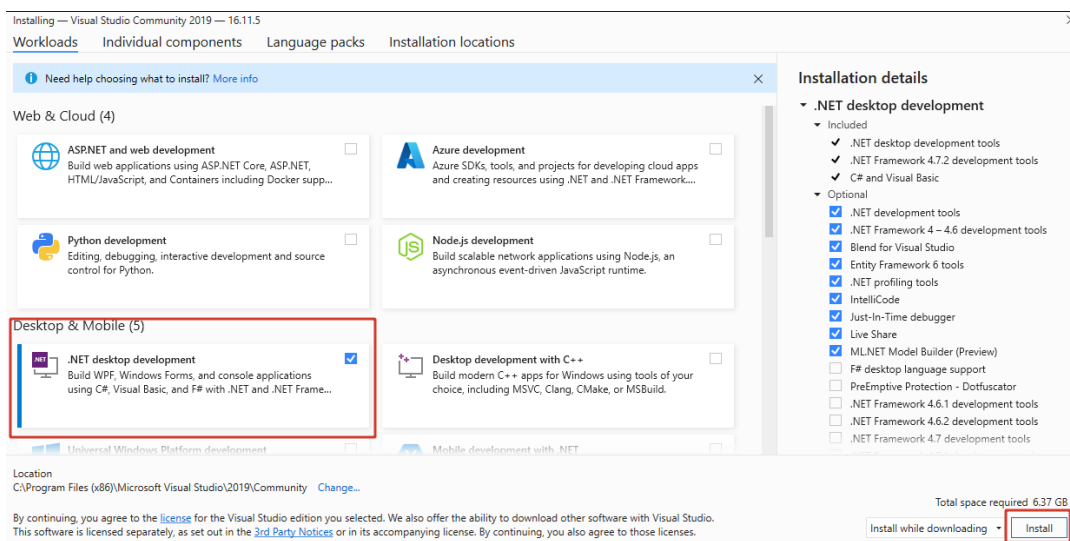 Installing — Visual Studio Community 2019 — 16.11.5
Workloads Individual components Language packs Installation locations
Need help choosing what to install? More info
Web & Cloud (4)
ASP.NET and web development
Build web applications using ASP.NET Core, ASP.NET,
HTML/JavaScript, and Containers including Docker supp...
Azure development
Azure SDKs, tools, and projects for developing cloud apps
and creating resources using .NET and .NET Framework....
Python development
Editing, debugging, interactive development and source
control for Python.
JS
Node.js development
Build scalable network applications using Node.js, an
asynchronous event-driven JavaScript runtime.
Desktop & Mobile (5)
.NET
.NET desktop development
Build WPF, Windows Forms, and console applications
using C#, Visual Basic, and F# with .NET and .NET Frame...
Desktop development with C++
Build modern C++ apps for Windows using tools of your
choice, including MSVC, Clang, CMake, or MSBuild.
Universal Windows Platform development
Mobile development with .NET
Installation details
.NET desktop development
Included
.NET desktop development tools
.NET Framework 4.7.2 development tools
C# and Visual Basic
Optional
.NET development tools
.NET Framework 4 – 4.6 development tools
Blend for Visual Studio
Entity Framework 6 tools
.NET profiling tools
IntelliCode
Just-In-Time debugger
Live Share
ML.NET Model Builder (Preview)
F# desktop language support
PreEmptive Protection - Dotfuscator
.NET Framework 4.6.1 development tools
.NET Framework 4.6.2 development tools
.NET Framework 4.7 development tools
Location
C:\Program Files (x86)\Microsoft Visual Studio\2019\Community Change...
By continuing, you agree to the license for the Visual Studio edition you selected. We also offer the ability to download other software with Visual Studio.
This software is licensed separately, as set out in the 3rd Party Notices or in its accompanying license. By continuing, you also agree to those licenses.
Total space required 6.37 GB
Install while downloading Install